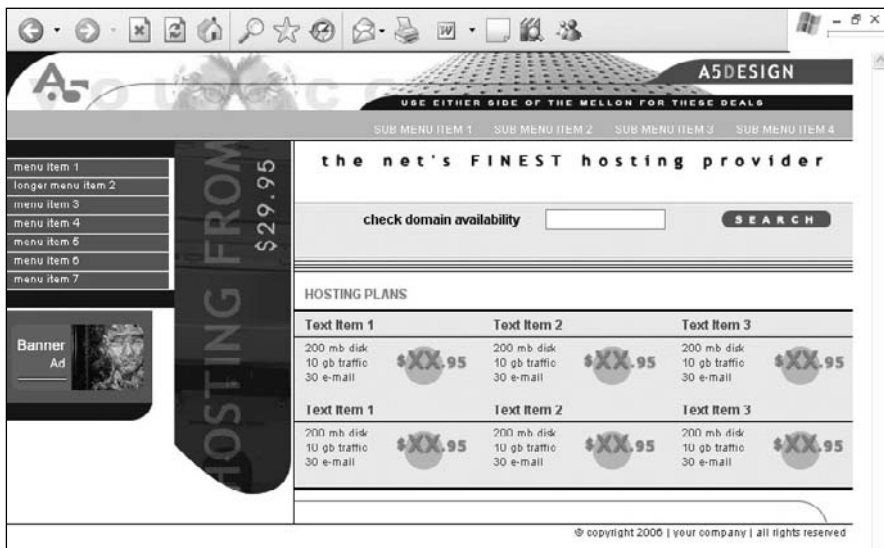 A5
A5DESIGN
USE EITHER SIDE OF THE MELLON FOR THESE DEALS
SUB MENU ITEM 1 SUB MENU ITEM 2 SUB MENU ITEM 3 SUB MENU ITEM 4
menu item 1
longer menu item 2
menu item 3
menu item 4
menu item 5
menu item 6
menu item 7
Banner
Ad
HOSTING FROM
$29.95
the net's FINEST hosting provider
check domain availability
SEARCH
HOSTING PLANS
Text Item 1 Text Item 2 Text Item 3
200 mb disk 200 mb disk 200 mb disk
10 gb traffic $XX.95 10 gb traffic $XX.95 10 gb traffic $XX.95
30 e-mail 30 e-mail 30 e-mail
Text Item 1 Text Item 2 Text Item 3
200 mb disk 200 mb disk 200 mb disk
10 gb traffic $XX.95 10 gb traffic $XX.95 10 gb traffic $XX.95
30 e-mail 30 e-mail 30 e-mail
© copyright 2006 | your company | all rights reserved